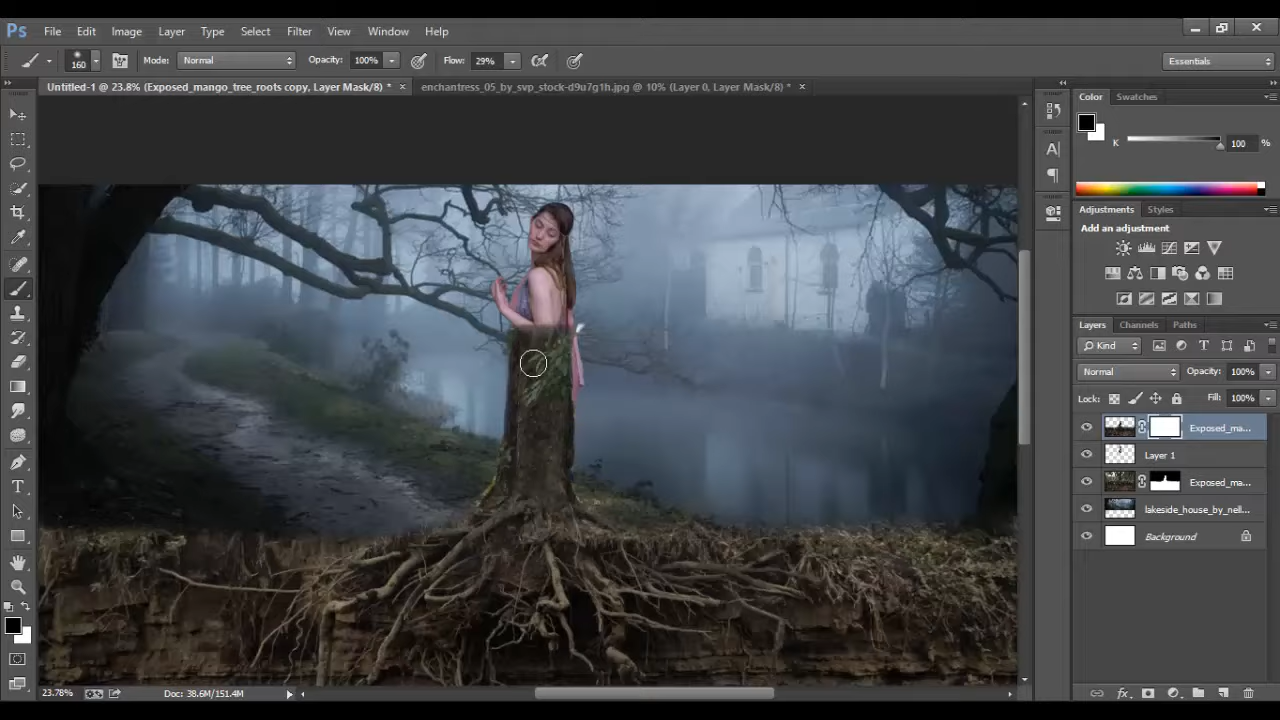 Ps File Edit Image Layer Type Select Filter View Window Help
160 Mode: Normal Opacity: 100% Flow: 29% Essentials
Untitled-1 @ 23.8% (Exposed_mango_tree_roots copy, Layer Mask/8) * × enchantress_05_by_svp_stock-d9u7g1h.jpg @ 10% (Layer 0, Layer Mask/8) * ×
Color Swatches
K 100 %
Adjustments Styles
Add an adjustment
Layers Channels Paths
Kind
Normal Opacity: 100%
Lock: Fill: 100%
Exposed_ma...
Layer 1
Exposed_ma...
lakeside_house_by_nell...
Background
23.78% Doc: 38.6M/151.4M